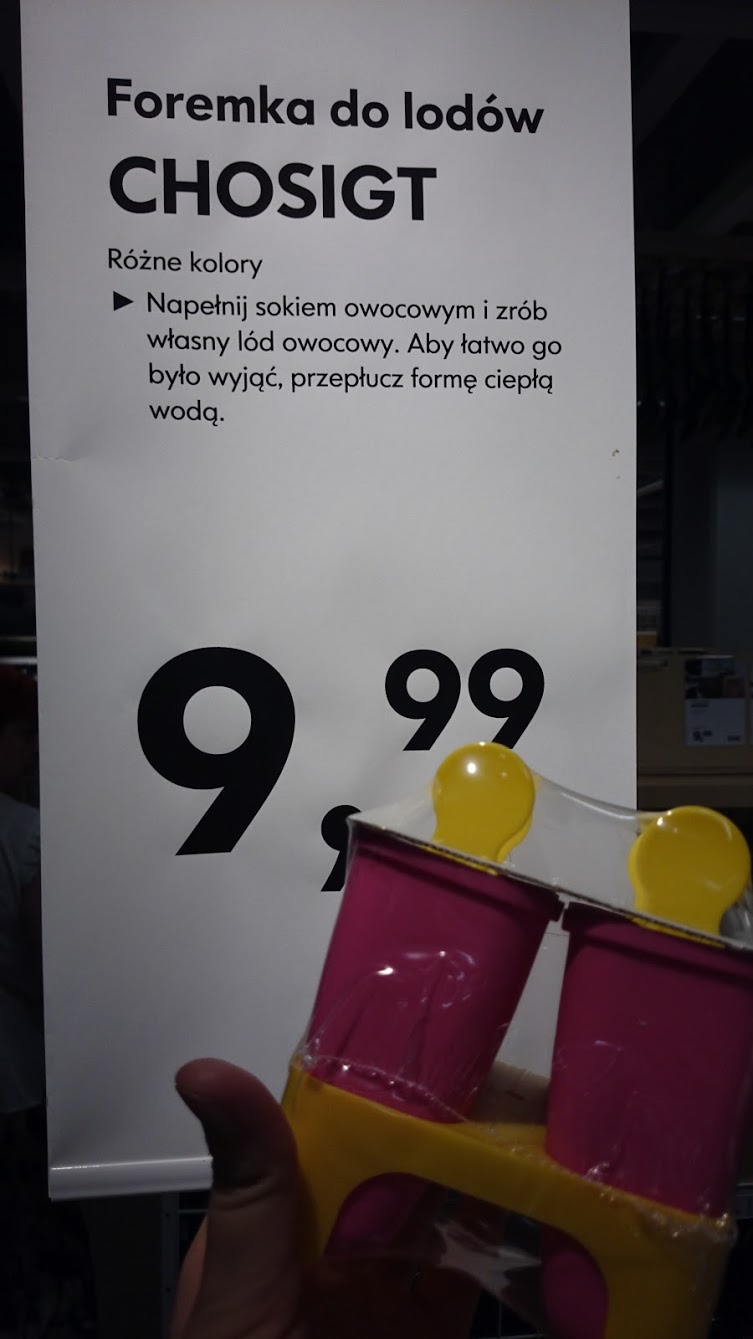 Foremka do lodów
CHOSIGT
Różne kolory
► Napełnij sokiem owocowym i zrób
własny lód owocowy. Aby łatwo go
było wyjąć, przepłucz formę ciepłą
wodą.
9,99